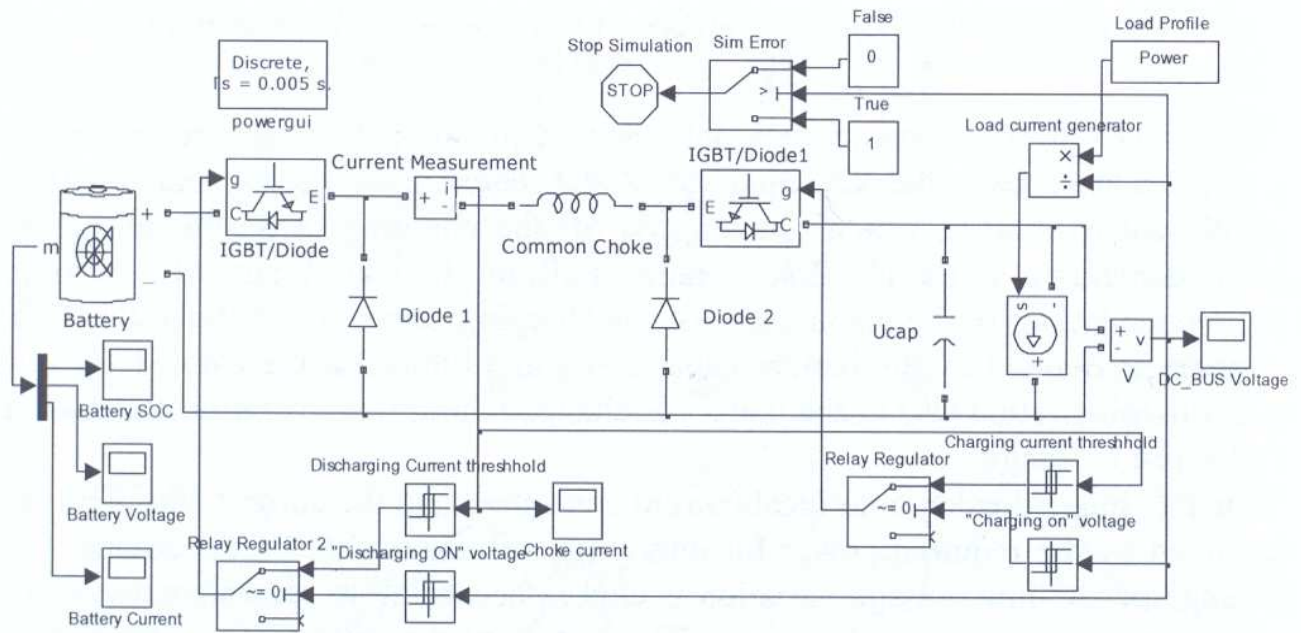 False
Load Profile
Stop Simulation
Sim Error
0
Power
Discrete,
Ts = 0.005 s.
powergui
STOP
>
True
1
Load current generator
×
÷
IGBT/Diode1
Current Measurement
g
C
E
IGBT/Diode
+
-
Common Choke
E
g
C
+
m
-
Battery
Diode 1
Diode 2
Ucap
s
-
+
+
-
v
V
DC_BUS Voltage
Battery SOC
Battery Voltage
Battery Current
Discharging Current threshhold
Choke current
"Discharging ON" voltage
Relay Regulator 2
~= 0
Charging current threshhold
Relay Regulator
~= 0
"Charging on" voltage